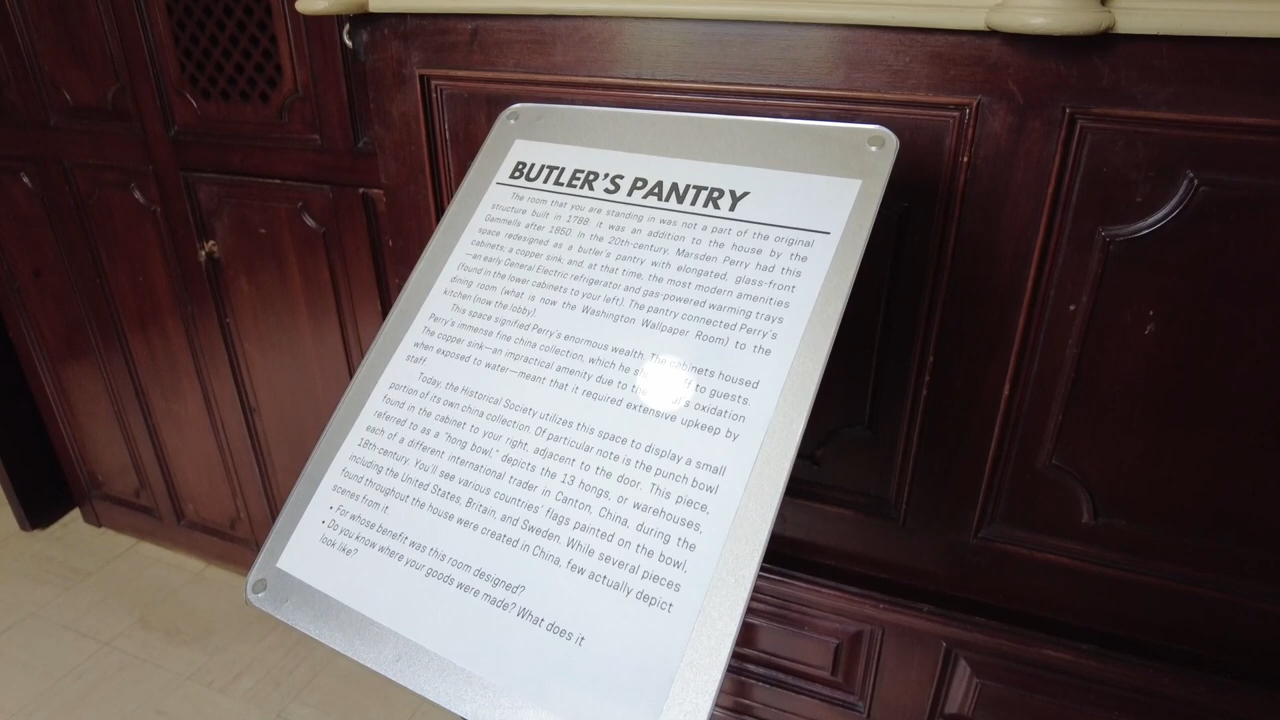 BUTLER'S PANTRY
The room that you are standing in was not a part of the original
structure built in 1788; it was an addition to the house by the
Gammells after 1860. In the 20th-century, Marsden Perry had this
space redesigned as a butler's pantry with elongated, glass-front
cabinets; a copper sink; and, at that time, the most modern amenities
—an early General Electric refrigerator and gas-powered warming trays
(found in the lower cabinets to your left). The pantry connected Perry's
dining room (what is now the Washington Wallpaper Room) to the
kitchen (now the lobby).
This space signified Perry's enormous wealth. The cabinets housed
Perry's immense fine china collection, which he to guests.
The copper sink—an impractical amenity due to the oxidation
when exposed to water—meant that it required extensive upkeep by
staff.
Today, the Historical Society utilizes this space to display a small
portion of its own china collection. Of particular note is the punch bowl
found in the cabinet to your right, adjacent to the door. This piece,
referred to as a "hong bowl," depicts the 13 hongs, or warehouses,
each of a different international trader in Canton, China, during the
18th-century. You'll see various countries' flags painted on the bowl,
including the United States, Britain, and Sweden. While several pieces
found throughout the house were created in China, few actually depict
scenes from it.
• For whose benefit was this room designed?
• Do you know where your goods were made? What does it
look like?